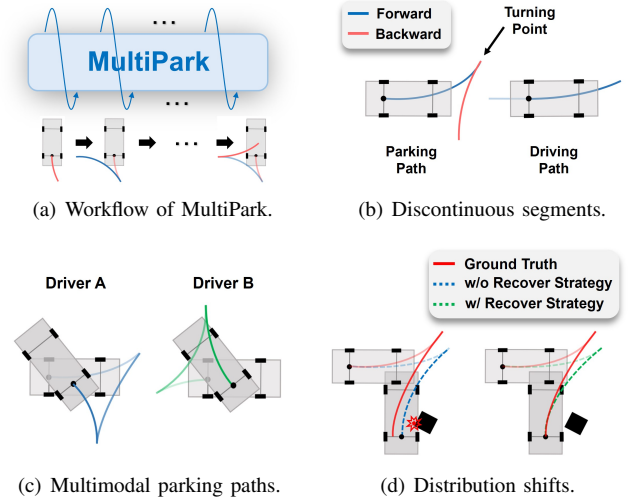 ...
MultiPark
...
...
(a) Workflow of MultiPark.
Forward
Backward
Turning
Point
Parking
Path
Driving
Path
(b) Discontinuous segments.
Driver A
Driver B
(c) Multimodal parking paths.
Ground Truth
w/o Recover Strategy
w/ Recover Strategy
(d) Distribution shifts.